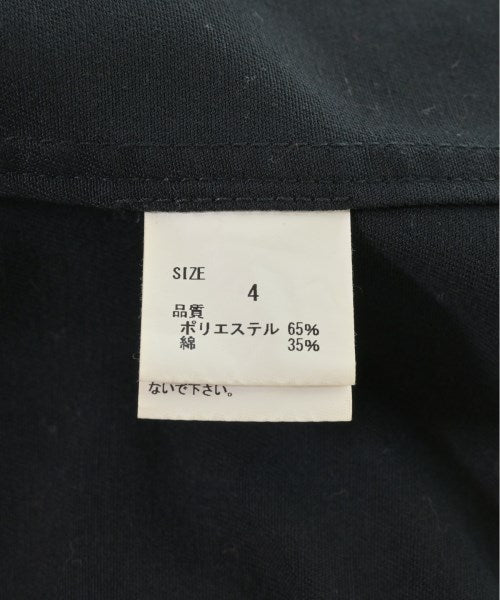 SIZE
4
品質
ポリエステル 65%
綿 35%
ないで下さい。